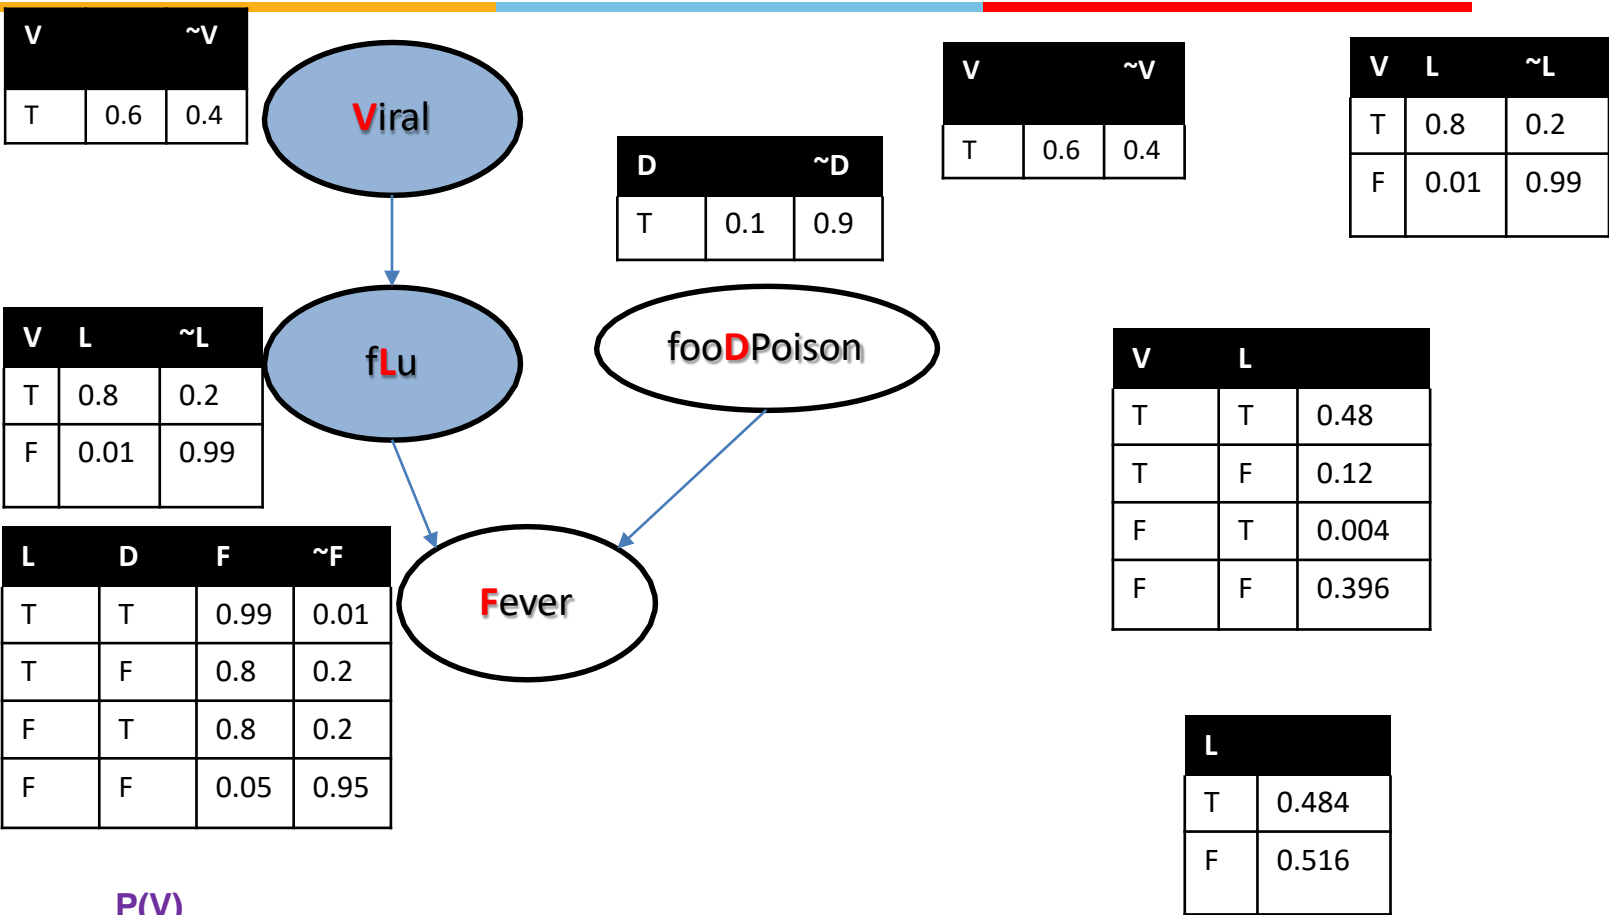 V ~V
T 0.6 0.4
Viral
D ~D
T 0.1 0.9
V ~V
T 0.6 0.4
V L ~L
T 0.8 0.2
F 0.01 0.99
V L ~L
T 0.8 0.2
F 0.01 0.99
fLu
fooDPoison
V L
T T 0.48
T F 0.12
F T 0.004
F F 0.396
L D F ~F
T T 0.99 0.01
T F 0.8 0.2
F T 0.8 0.2
F F 0.05 0.95
Fever
L
T 0.484
F 0.516
P(V)